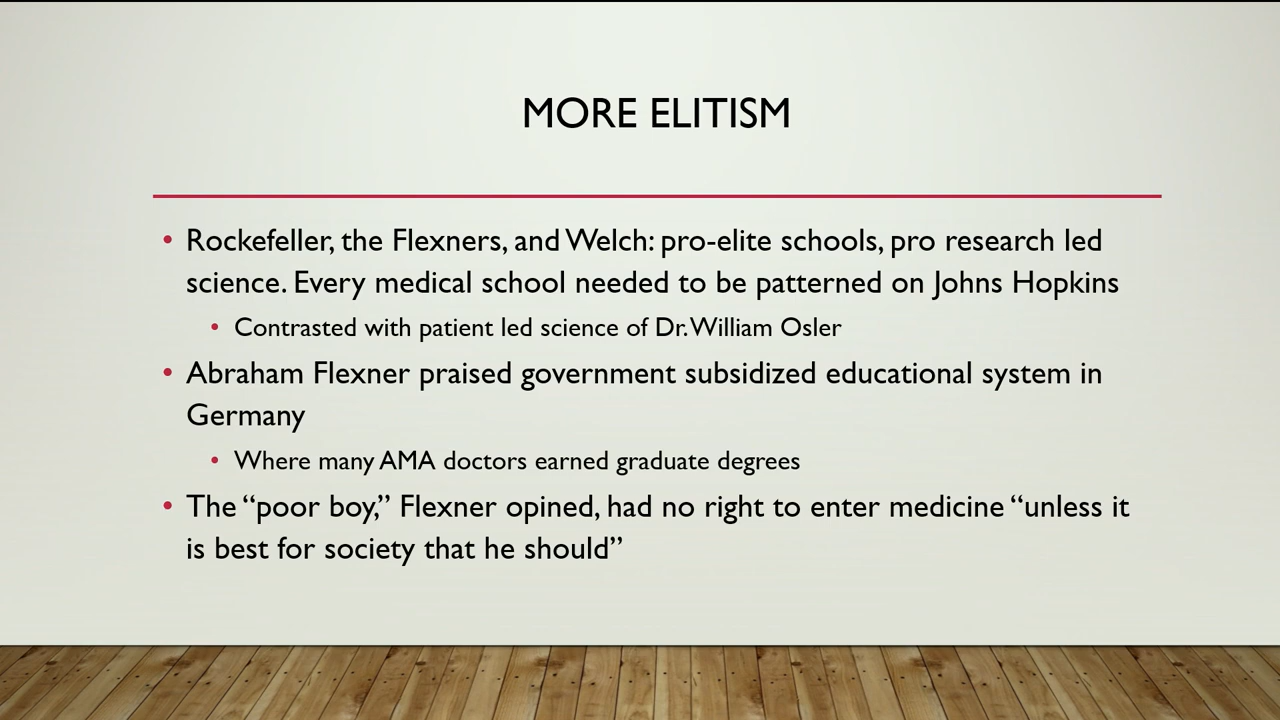 MORE ELITISM
• Rockefeller, the Flexners, and Welch: pro-elite schools, pro research led
science. Every medical school needed to be patterned on Johns Hopkins
• Contrasted with patient led science of Dr. William Osler
• Abraham Flexner praised government subsidized educational system in
Germany
• Where many AMA doctors earned graduate degrees
• The “poor boy,” Flexner opined, had no right to enter medicine “unless it
is best for society that he should”